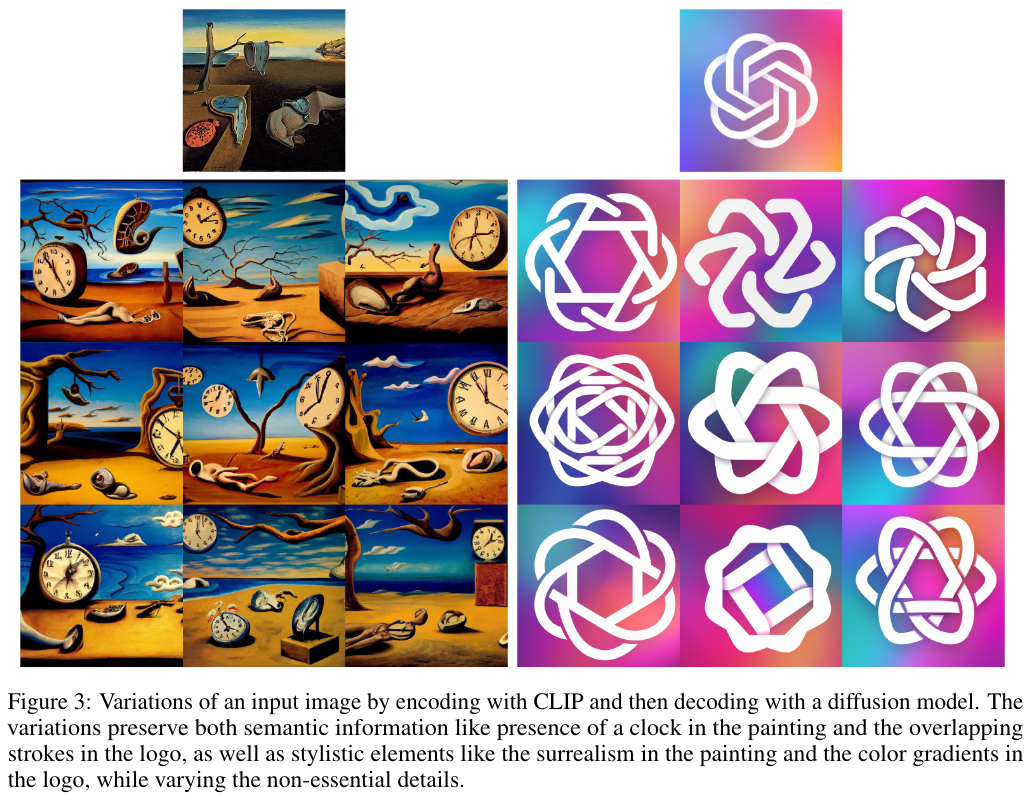 Figure 3: Variations of an input image by encoding with CLIP and then decoding with a diffusion model. The
variations preserve both semantic information like presence of a clock in the painting and the overlapping
strokes in the logo, as well as stylistic elements like the surrealism in the painting and the color gradients in
the logo, while varying the non-essential details.